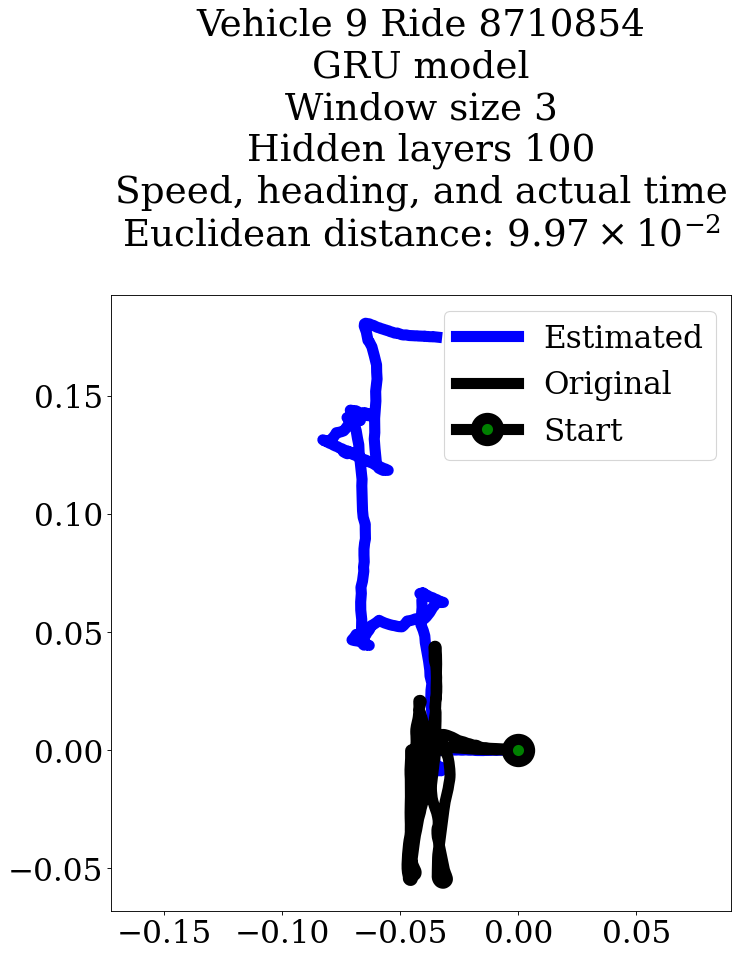 Vehicle 9 Ride 8710854
GRU model
Window size 3
Hidden layers 100
Speed, heading, and actual time
Euclidean distance: 9.97 × 10⁻²
Estimated
Original
Start
0.15
0.10
0.05
0.00
−0.05
−0.15 −0.10 −0.05 0.00 0.05